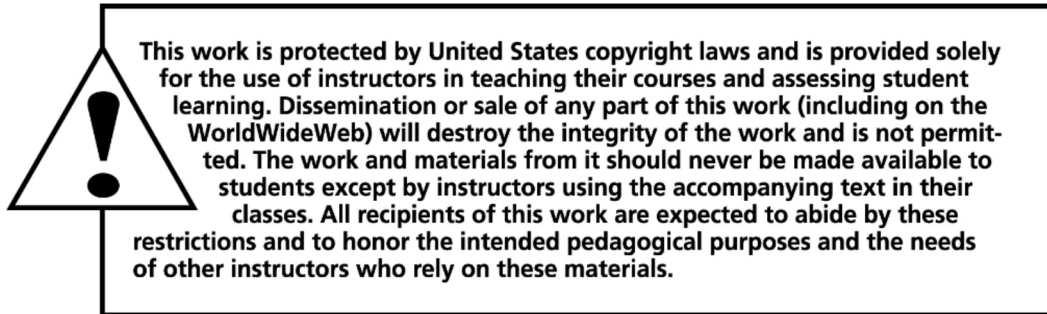 This work is protected by United States copyright laws and is provided solely
for the use of instructors in teaching their courses and assessing student
learning. Dissemination or sale of any part of this work (including on the
WorldWideWeb) will destroy the integrity of the work and is not permit-
ted. The work and materials from it should never be made available to
students except by instructors using the accompanying text in their
classes. All recipients of this work are expected to abide by these
restrictions and to honor the intended pedagogical purposes and the needs
of other instructors who rely on these materials.